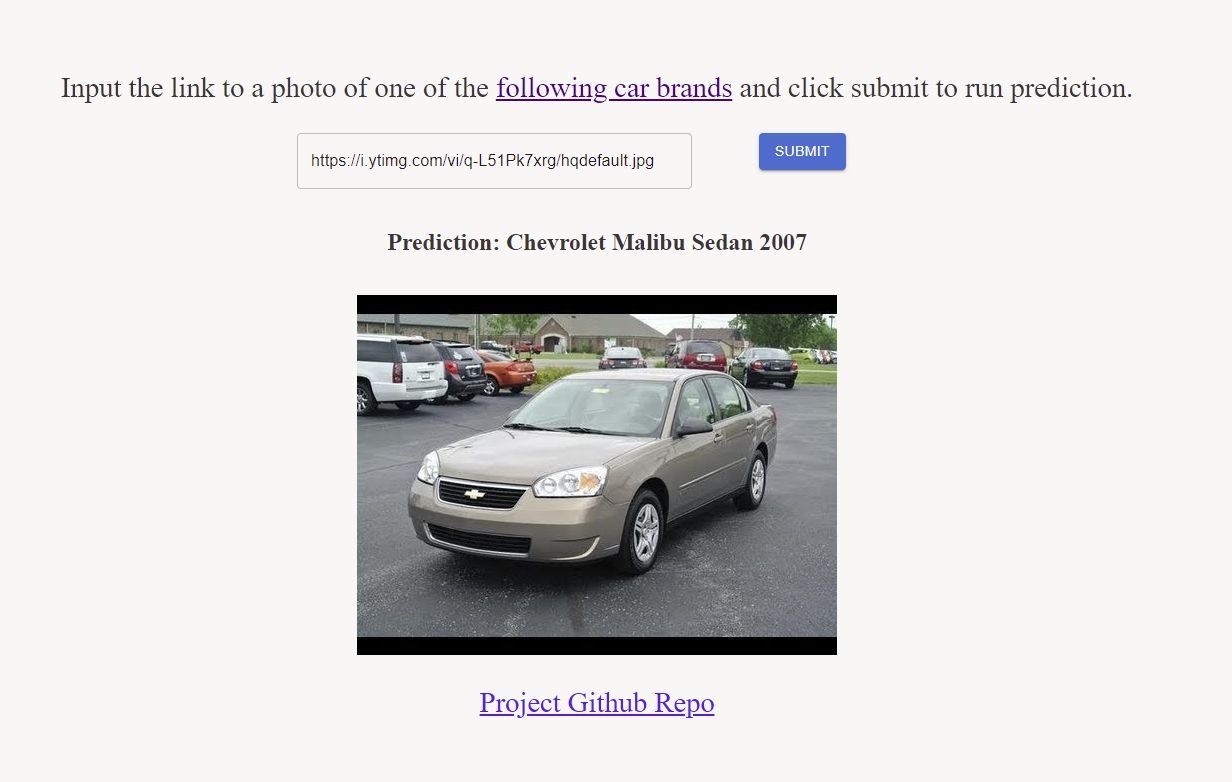 Input the link to a photo of one of the following car brands and click submit to run prediction.
https://i.ytimg.com/vi/q-L51Pk7xrg/hqdefault.jpg
SUBMIT
Prediction: Chevrolet Malibu Sedan 2007
Project Github Repo